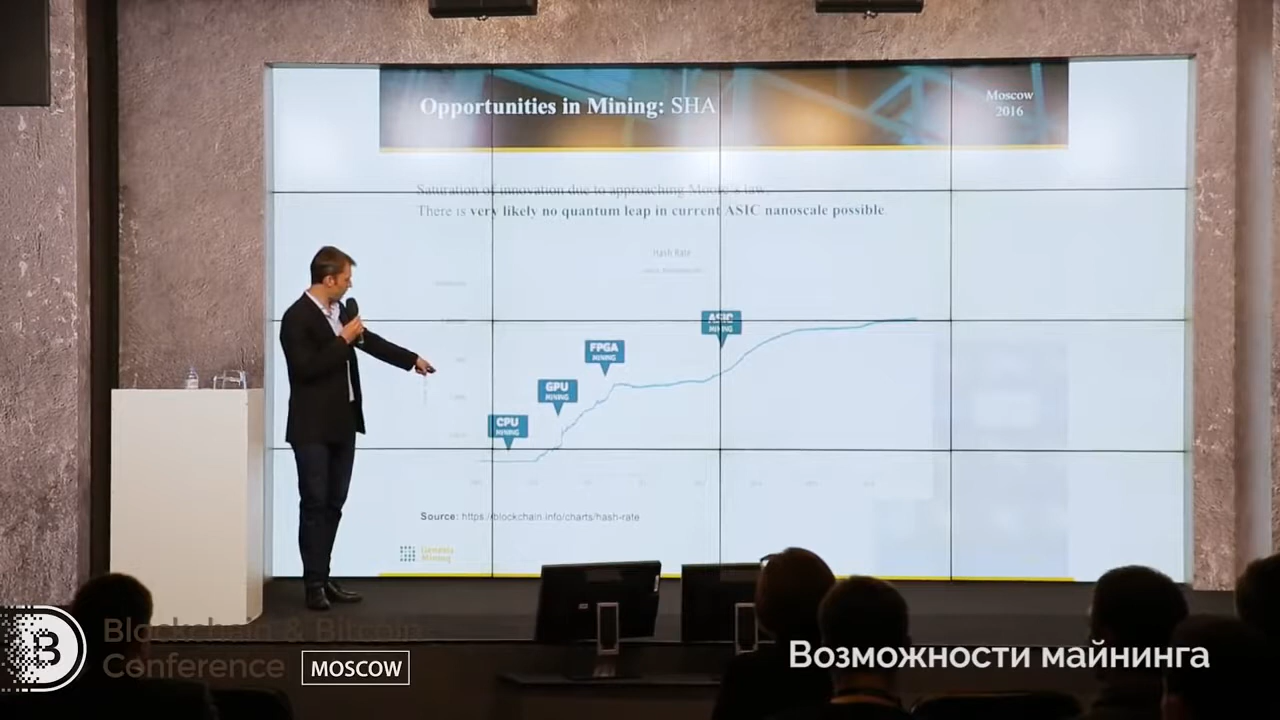 Opportunities in Mining: SHA
Moscow
2016
Saturation of innovation due to approaching Moore's law.
There is very likely no quantum leap in current ASIC nanoscale possible.
Hash Rate
ASIC
MINING
FPGA
MINING
GPU
MINING
CPU
MINING
Source: https://blockchain.info/charts/hash-rate
Genesis
Mining
B
Blockchain & Bitcoin
Conference
MOSCOW
Возможности майнинга